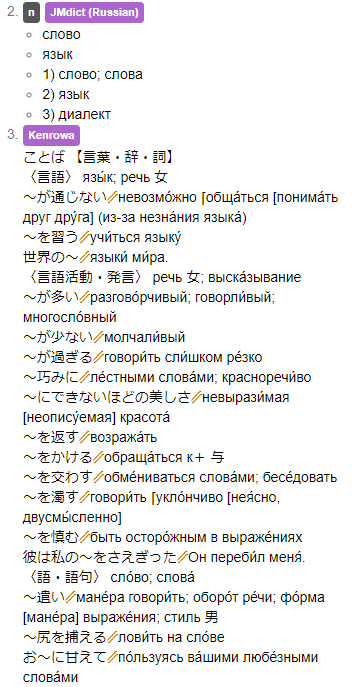 2. n JMdict (Russian)
слово
язык
1) слово; слова
2) язык
3) диалект
3. Kenrowa
ことば 【言葉・辞・詞】
〈言語〉 язы́к; речь 女
～が通じない∥невозмо́жно ⌈обща́ться [понима́ть
друг дру́га] (из-за незна́ния языка́)
～を習う∥учи́ться языку́
世界の～∥языки́ ми́ра.
〈言語活動・発言〉 речь 女; выска́зывание
～が多い∥разгово́рчивый; говорли́вый;
многосло́вный
～が少ない∥молчали́вый
～が過ぎる∥говори́ть сли́шком ре́зко
～巧みに∥ле́стными слова́ми; красноречи́во
～にできないほどの美しさ∥невырази́мая
[неопису́емая] красота́
～を返す∥возража́ть
～をかける∥обраща́ться к＋ 与
～を交わす∥обме́ниваться слова́ми; бесе́довать
～を濁す∥говори́ть ⌈укло́нчиво [нея́сно,
двусмы́сленно]
～を慎む∥быть осторо́жным в выраже́ниях
彼は私の～をさえぎった∥Он переби́л меня́.
〈語・語句〉 сло́во; слова́
～遣い∥мане́ра говори́ть; оборо́т ре́чи; фо́рма
[мане́ра] выраже́ния; стиль 男
～尻を捕える∥лови́ть на сло́ве
お～に甘えて∥по́льзуясь ва́шими любе́зными
слова́ми